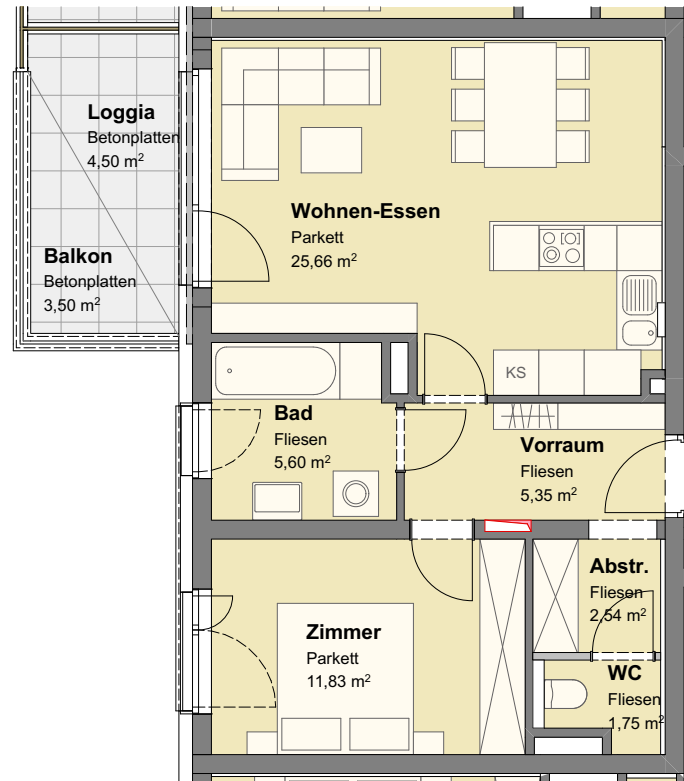 Loggia
Betonplatten
4,50 m²
Balkon
Betonplatten
3,50 m²
Wohnen-Essen
Parkett
25,66 m²
KS
Bad
Fliesen
5,60 m²
Vorraum
Fliesen
5,35 m²
Abstr.
Fliesen
2,54 m²
Zimmer
Parkett
11,83 m²
WC
Fliesen
1,75 m²